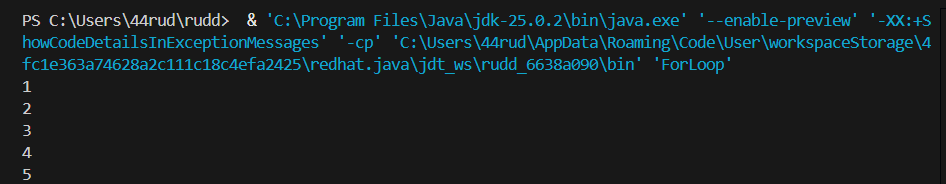 PS C:\Users\44rud\rudd>  & 'C:\Program Files\Java\jdk-25.0.2\bin\java.exe' '--enable-preview' '-XX:+S
howCodeDetailsInExceptionMessages' '-cp' 'C:\Users\44rud\AppData\Roaming\Code\User\workspaceStorage\4
fc1e363a74628a2c111c18c4efa2425\redhat.java\jdt_ws\rudd_6638a090\bin' 'ForLoop'
1
2
3
4
5